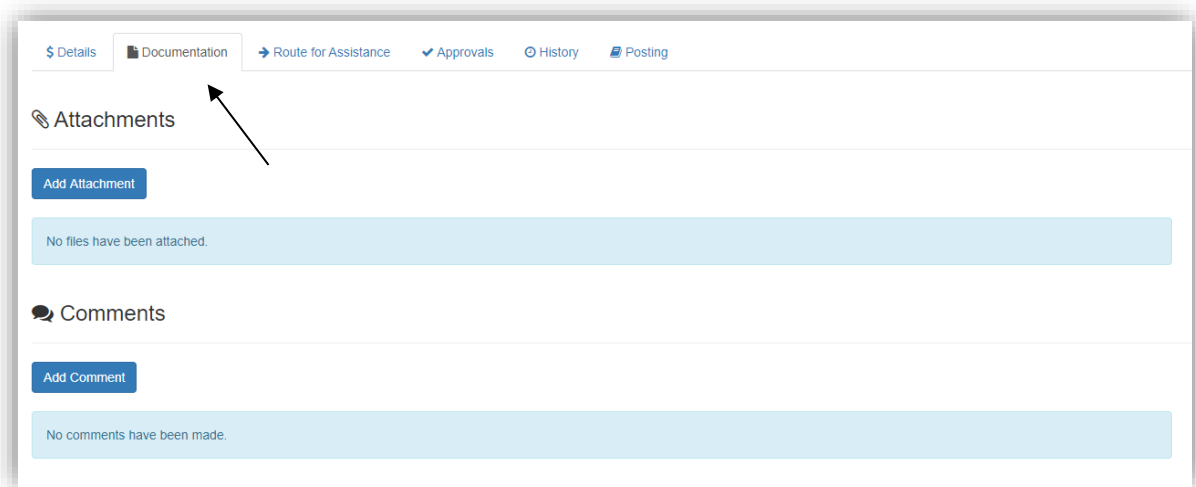 $ Details Documentation Route for Assistance Approvals History Posting
Attachments
Add Attachment
No files have been attached.
Comments
Add Comment
No comments have been made.